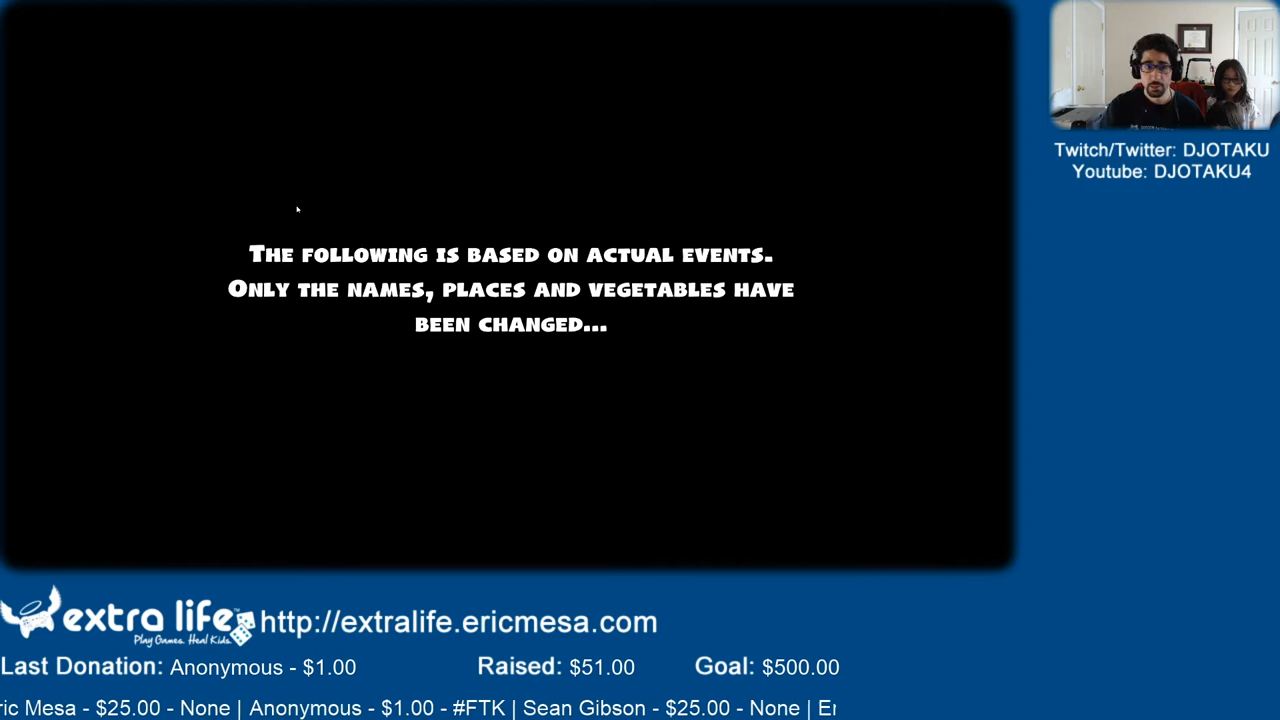 Twitch/Twitter: DJOTAKU
Youtube: DJOTAKU4
The following is based on actual events.
Only the names, places and vegetables have
been changed...
extra life
Play Games. Heal Kids.
http://extralife.ericmesa.com
Last Donation: Anonymous - $1.00
Raised: $51.00
Goal: $500.00
ric Mesa - $25.00 - None | Anonymous - $1.00 - #FTK | Sean Gibson - $25.00 - None | Er